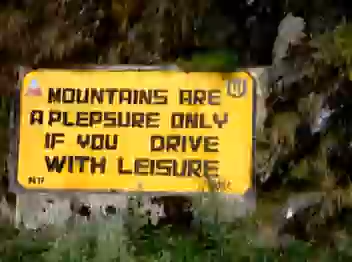 MOUNTAINS ARE
A PLEPSURE ONLY
IF YOU DRIVE
WITH LEISURE